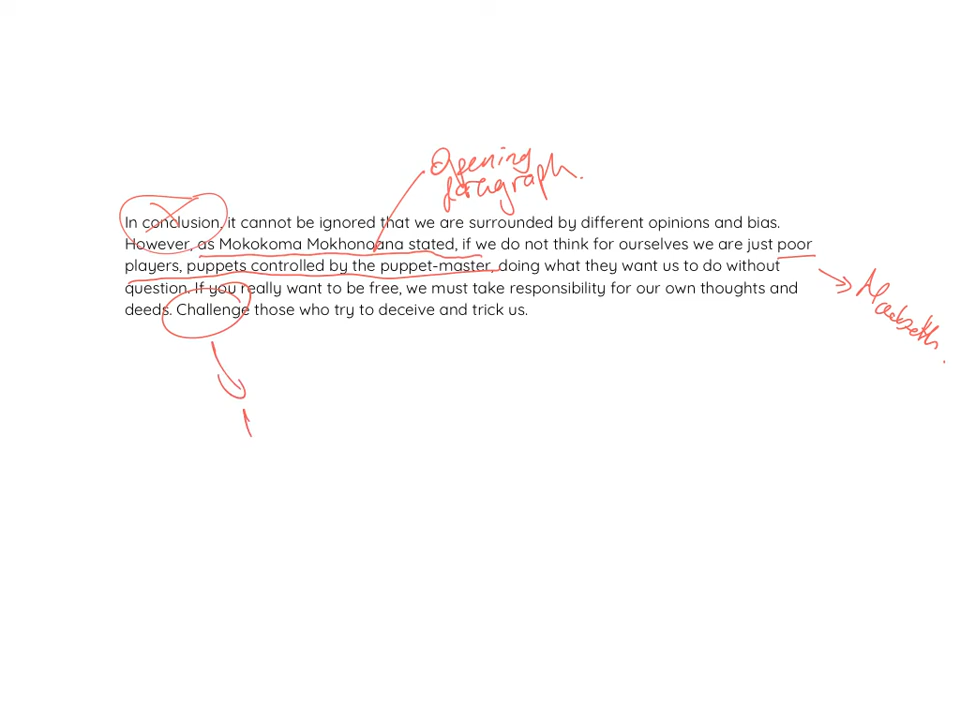 Opening
Paragraph.
In conclusion, it cannot be ignored that we are surrounded by different opinions and bias.
However, as Mokokoma Mokhonoana stated, if we do not think for ourselves we are just poor
players, puppets controlled by the puppet-master, doing what they want us to do without
question. If you really want to be free, we must take responsibility for our own thoughts and
deeds. Challenge those who try to deceive and trick us.
Macbeth.